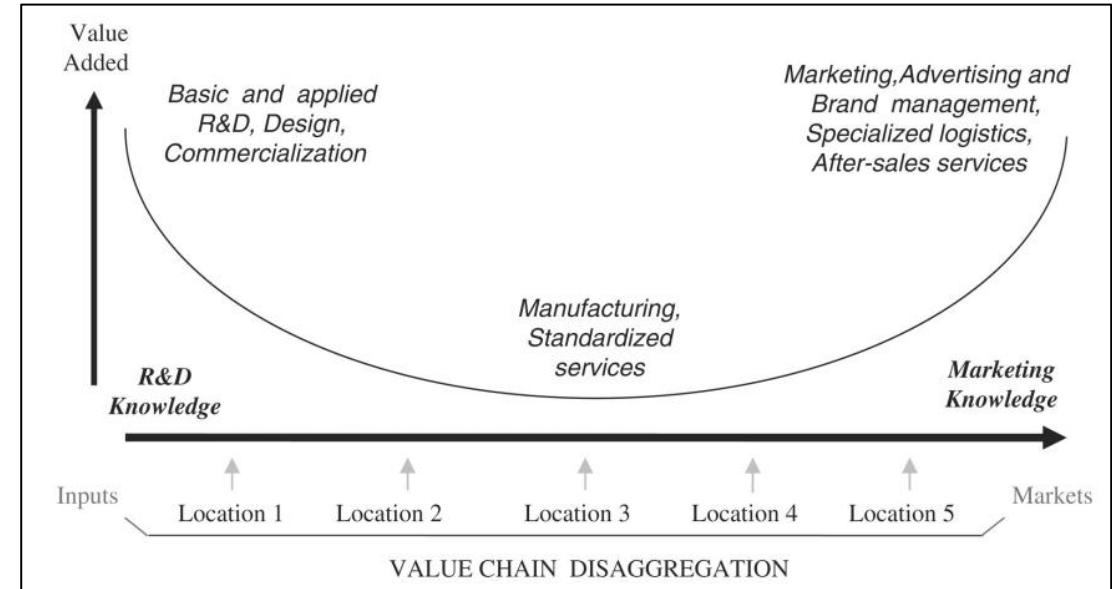 Value
Added
Basic and applied
R&D, Design,
Commercialization
Marketing,Advertising and
Brand management,
Specialized logistics,
After-sales services
Manufacturing,
Standardized
services
R&D
Knowledge
Marketing
Knowledge
Inputs
Location 1
Location 2
Location 3
Location 4
Location 5
Markets
VALUE CHAIN DISAGGREGATION